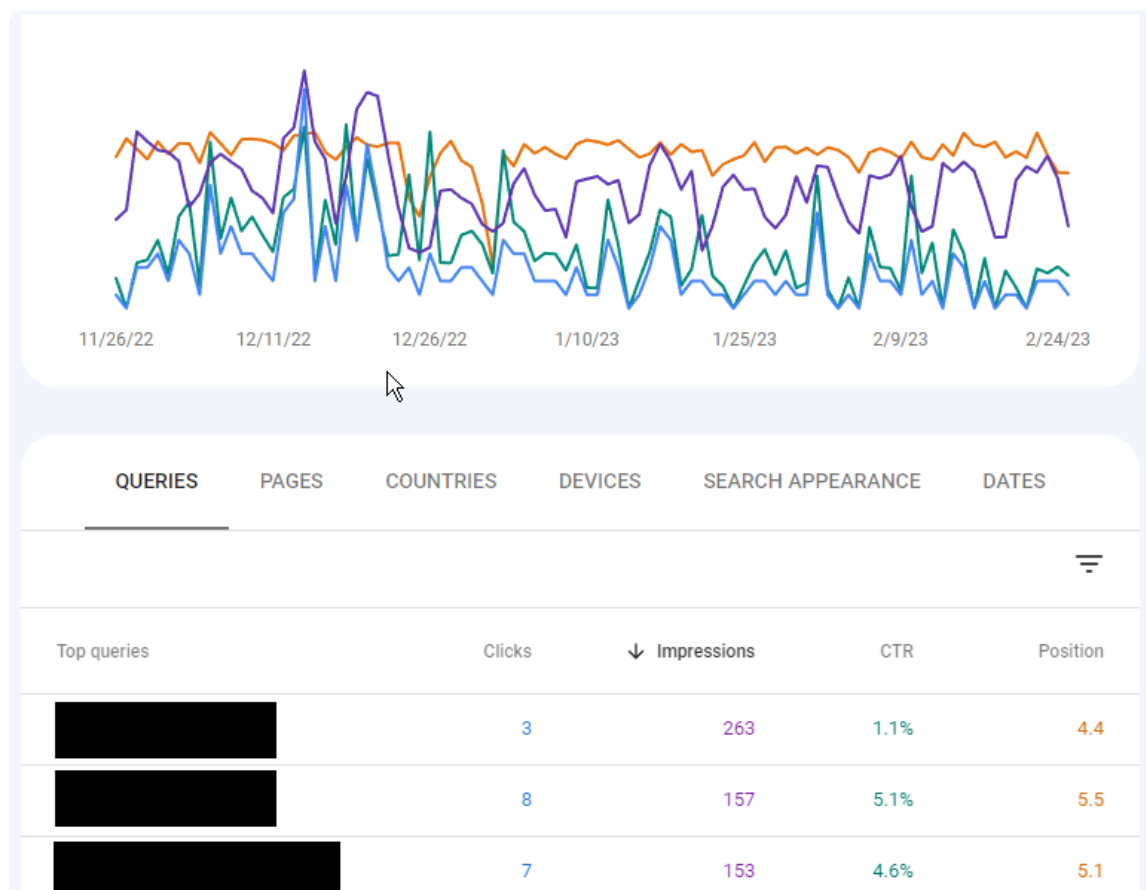 11/26/22 12/11/22 12/26/22 1/10/23 1/25/23 2/9/23 2/24/23
QUERIES PAGES COUNTRIES DEVICES SEARCH APPEARANCE DATES
Top queries Clicks Impressions CTR Position
3 263 1.1% 4.4
8 157 5.1% 5.5
7 153 4.6% 5.1